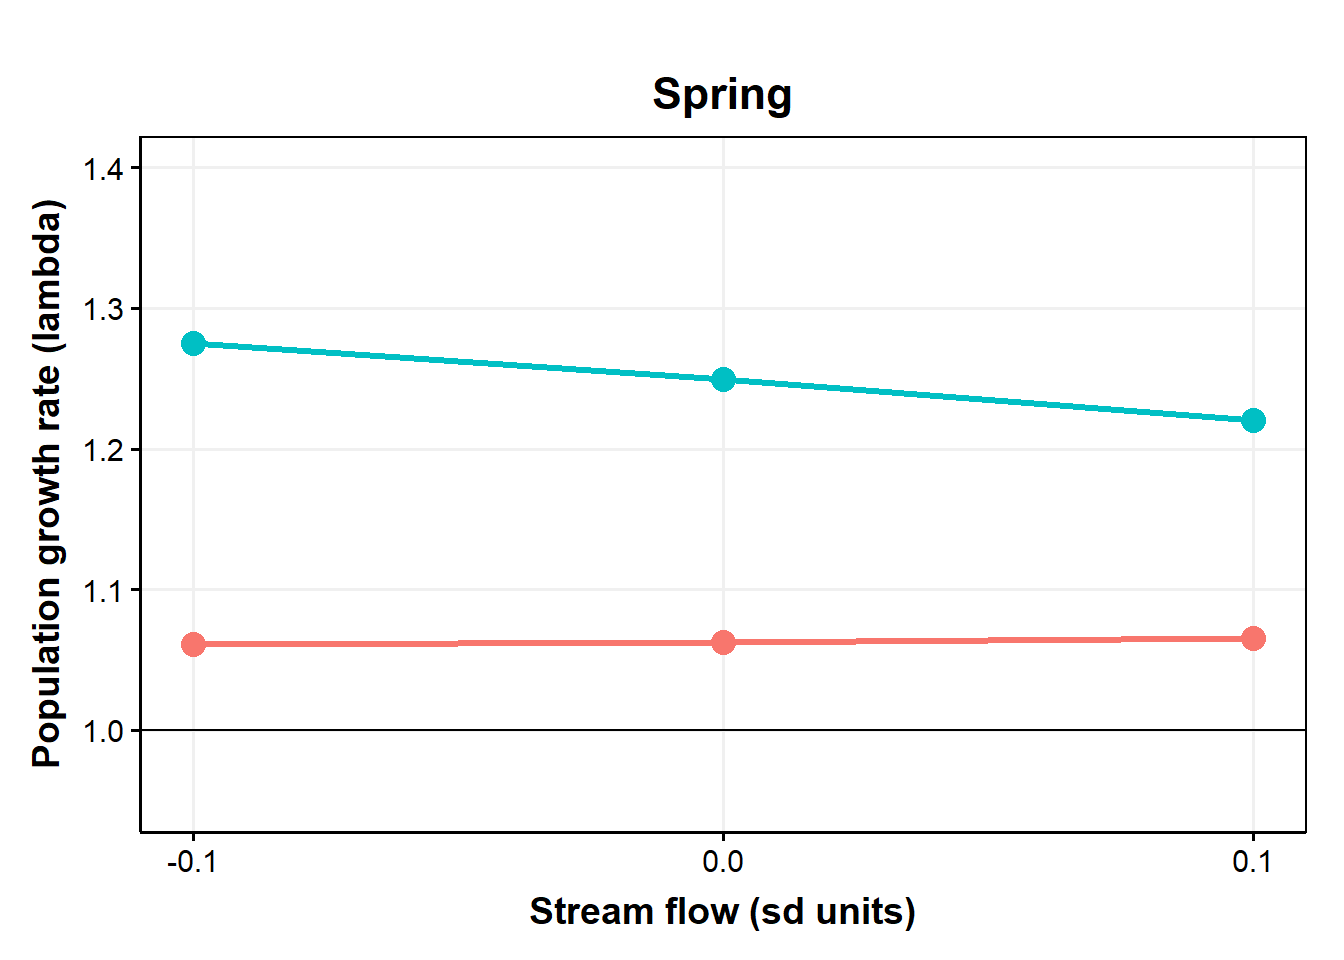 Spring
Population growth rate (lambda)
1.4
1.3
1.2
1.1
1.0
-0.1
0.0
0.1
Stream flow (sd units)